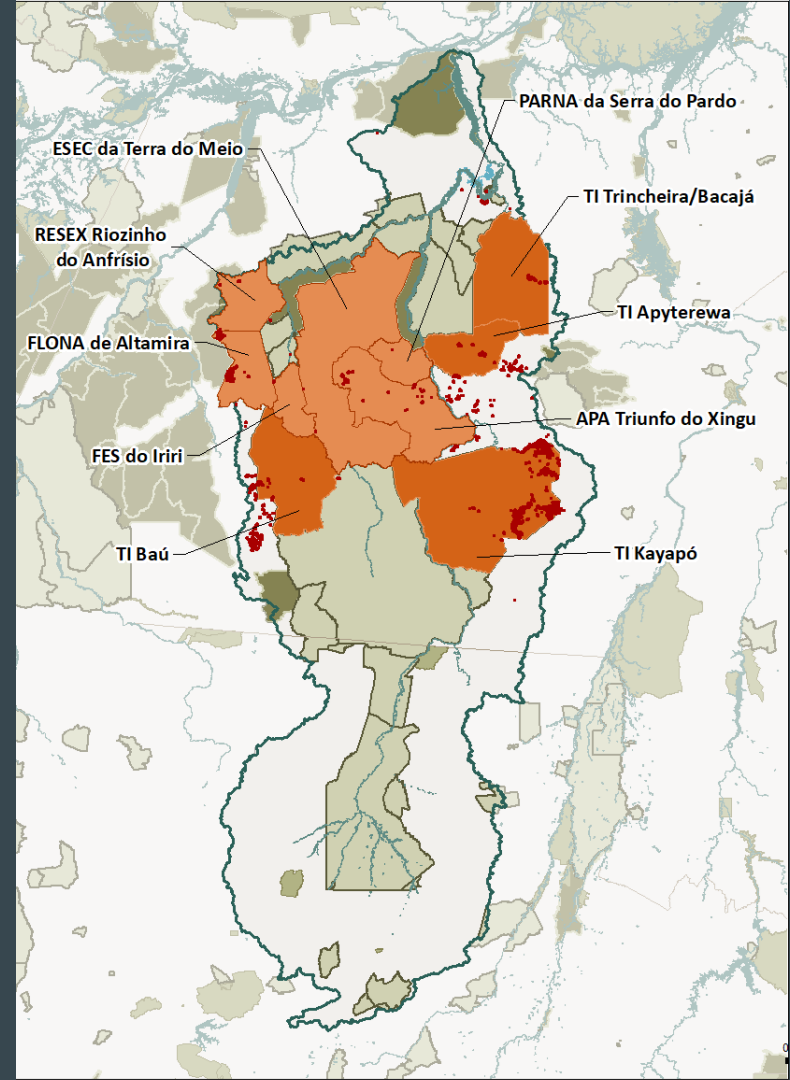 PARNA da Serra do Pardo
ESEC da Terra do Meio
TI Trincheira/Bacajá
RESEX Riozinho
do Anfrísio
TI Apyterewa
FLONA de Altamira
APA Triunfo do Xingu
FES do Iriri
TI Baú
TI Kayapó
0